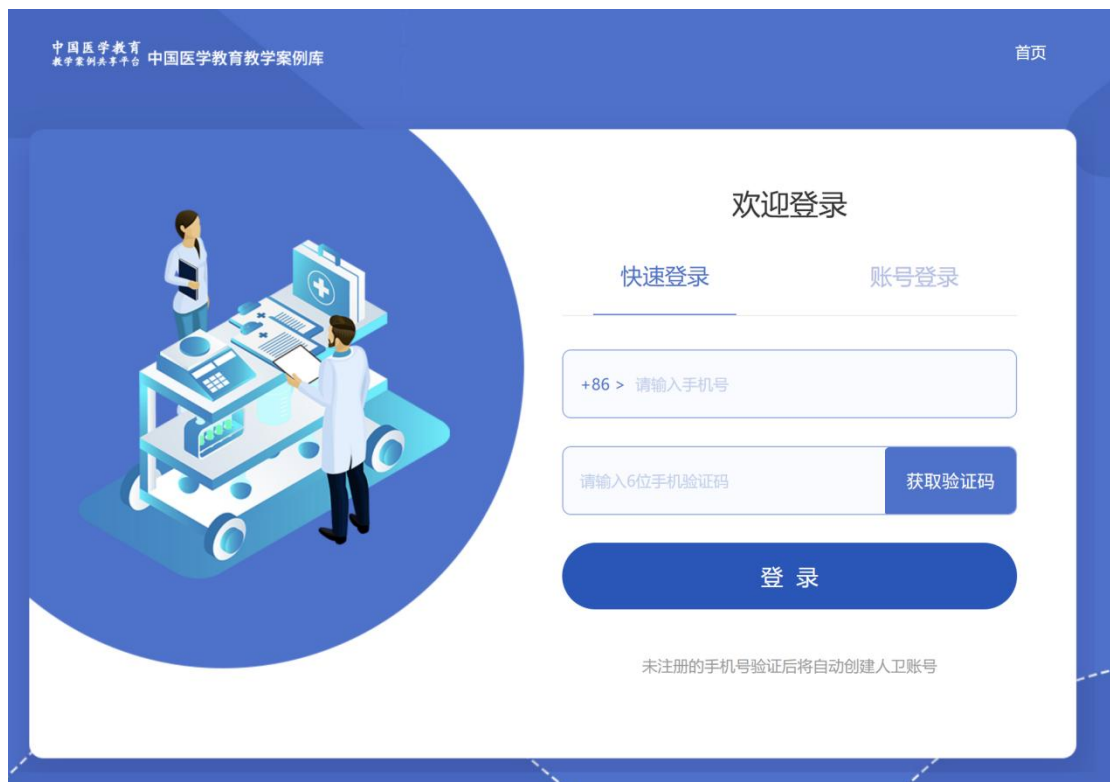 中国医学教育
教学案例共享平台
中国医学教育教学案例库
首页
欢迎登录
快速登录
账号登录
+86 > 请输入手机号
请输入6位手机验证码
获取验证码
登 录
未注册的手机号验证后将自动创建人卫账号